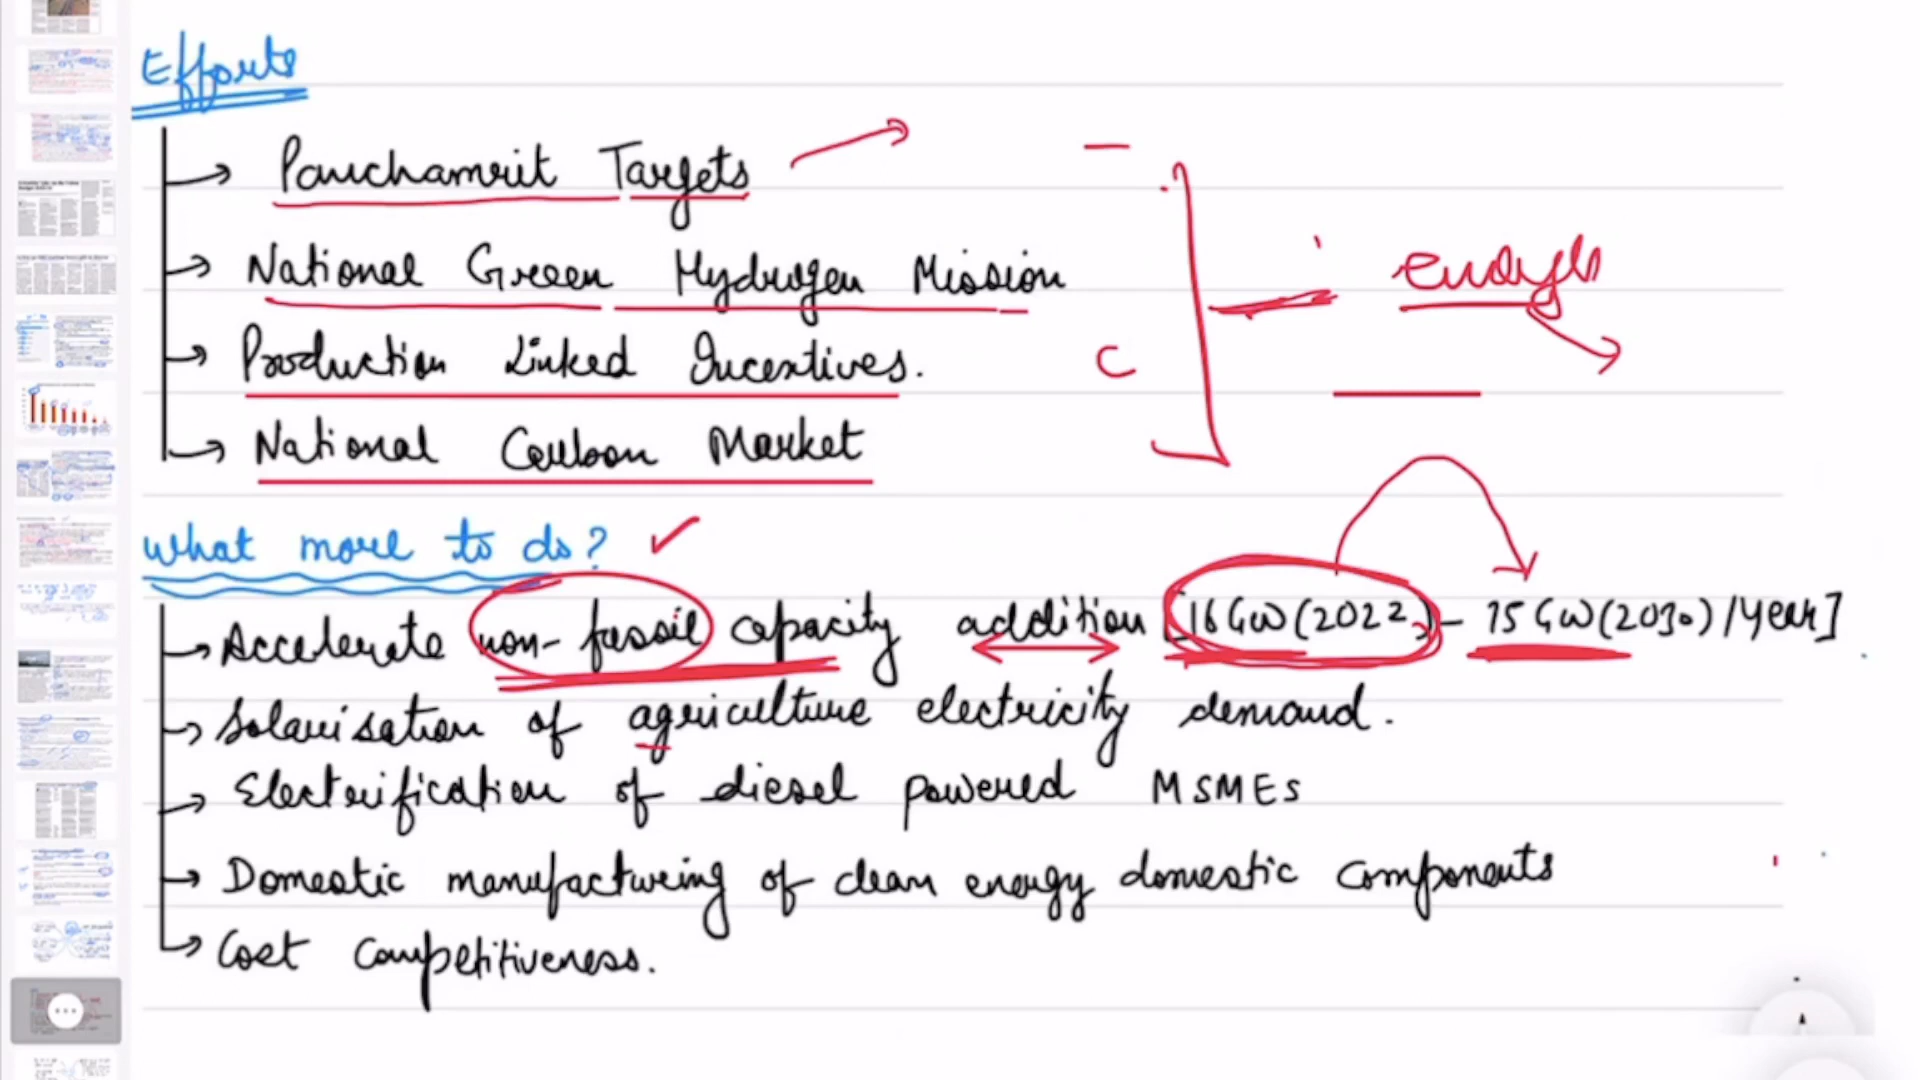 Efforts
Panchamrit Targets
National Green Hydrogen Mission
enough
Production Linked Incentives.
C
National Carbon Market
What more to do?
Accelerate non-fossil capacity addition [16 GW (2022) - 75 GW (2030) / Year]
Solarisation of agriculture electricity demand.
Electrification of diesel powered MSMEs
Domestic manufacturing of clean energy domestic components
Cost Competitiveness.